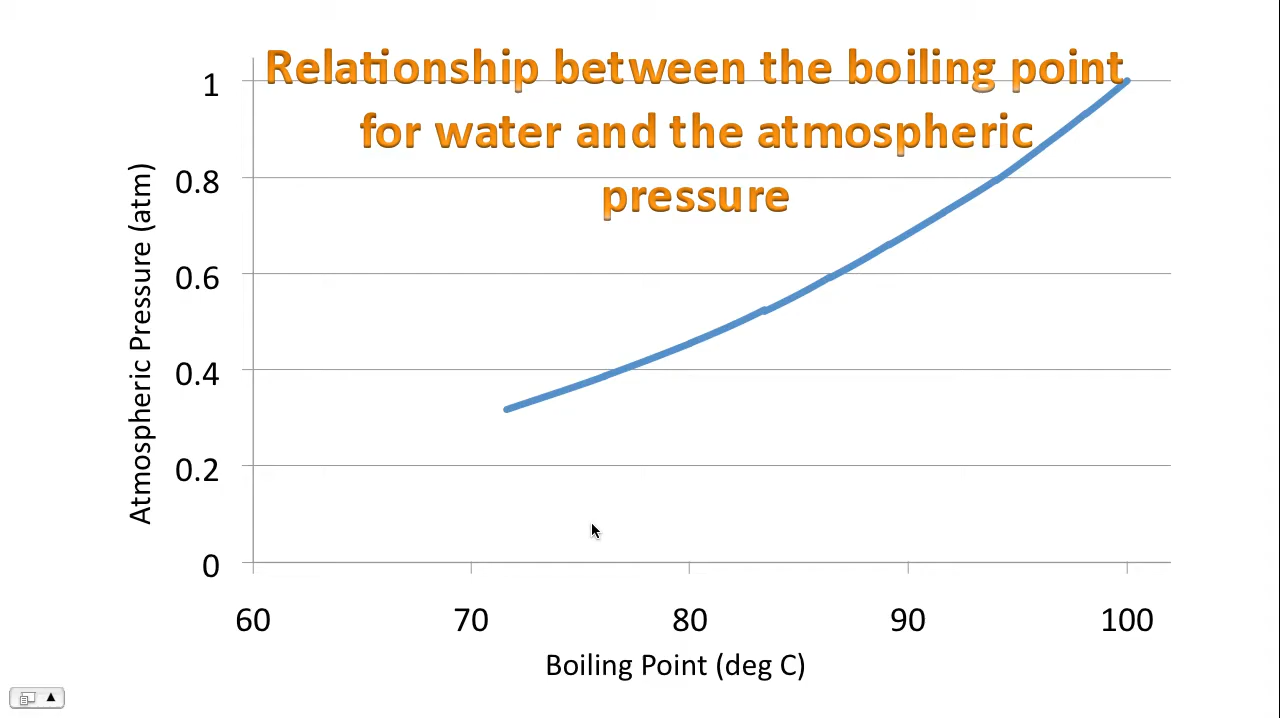 Relationship between the boiling point
for water and the atmospheric
pressure
1
0.8
0.6
0.4
0.2
0
Atmospheric Pressure (atm)
60 70 80 90 100
Boiling Point (deg C)